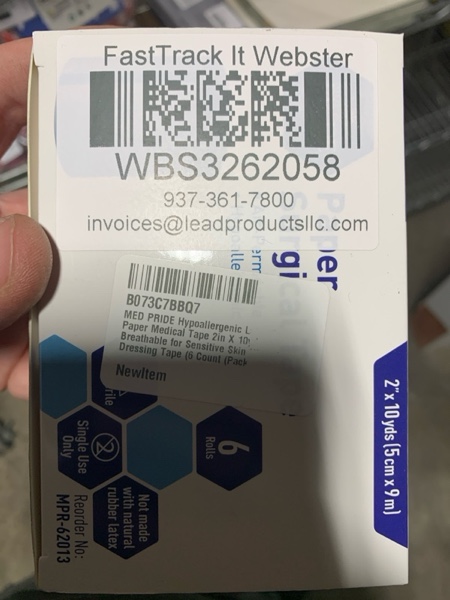 FastTrack It Webster
WBS3262058
937-361-7800
invoices@leadproductsllc.com
B073C7BBQ7
MED PRIDE Hypoallergenic L
Paper Medical Tape 2in X 10
Breathable for Sensitive Skin
Dressing Tape (6 Count (Pack
NewItem
Paper
2" x 10 yds (5 cm x 9 m)
6
Rolls
2
Single Use
Only
Not made
with natural
rubber latex
Reorder No:
MPR-62013